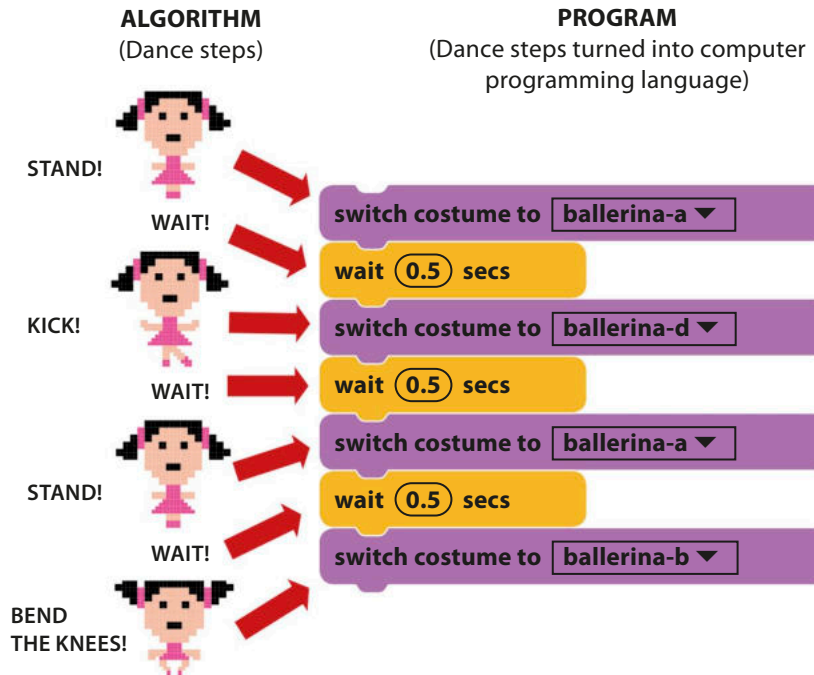 ALGORITHM
(Dance steps)
PROGRAM
(Dance steps turned into computer
programming language)
STAND!
switch costume to ballerina-a
WAIT!
wait 0.5 secs
KICK!
switch costume to ballerina-d
WAIT!
wait 0.5 secs
STAND!
switch costume to ballerina-a
WAIT!
wait 0.5 secs
BEND
THE KNEES!
switch costume to ballerina-b